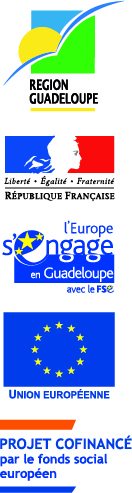 REGION
GUADELOUPE
Liberté • Égalité • Fraternité
RÉPUBLIQUE FRANÇAISE
l'Europe
s'engage
en Guadeloupe
avec le FSe
UNION EUROPÉENNE
PROJET COFINANCÉ
par le fonds social
européen